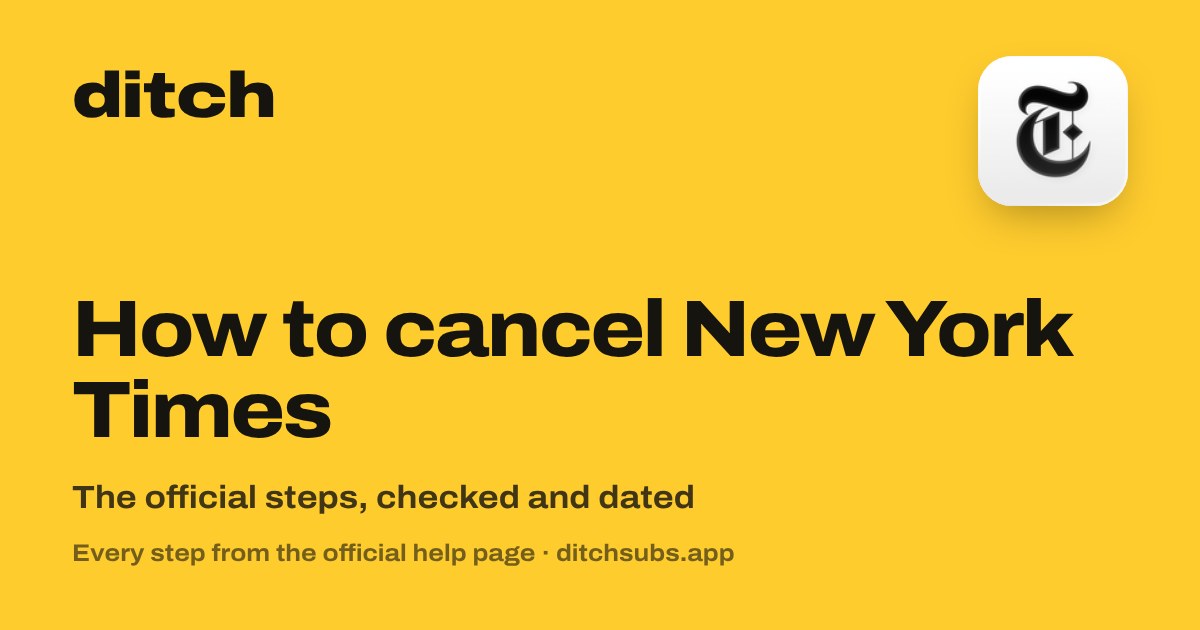 ditch
T
How to cancel New York
Times
The official steps, checked and dated
Every step from the official help page · ditchsubs.app